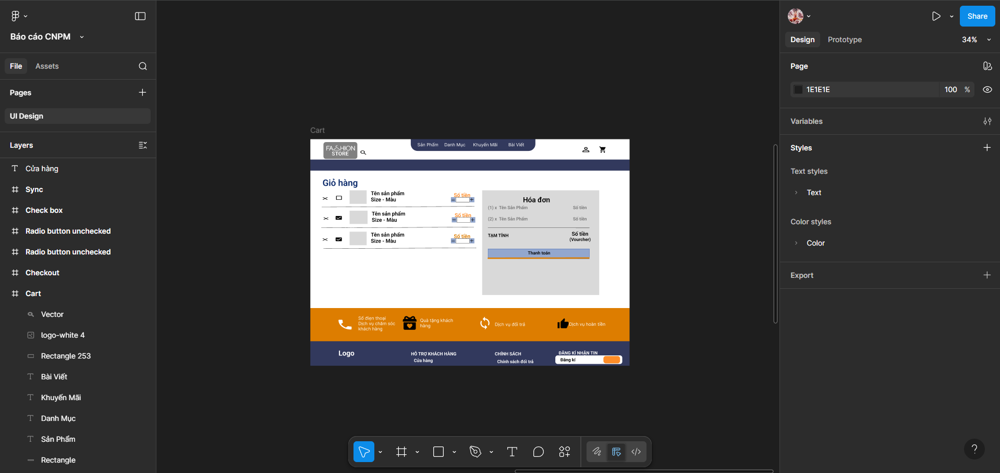 Báo cáo CNPM
File
Assets
Pages
UI Design
Layers
Cửa hàng
Sync
Check box
Radio button unchecked
Radio button unchecked
Checkout
Cart
Vector
logo-white 4
Rectangle 253
Bài Viết
Khuyến Mãi
Danh Mục
Sản Phẩm
Rectangle
Cart
FASHION
STORE
Sản Phẩm
Danh Mục
Khuyến Mãi
Bài Viết
Giỏ hàng
Tên sản phẩm
Size - Màu
Số tiền
Tên sản phẩm
Size - Màu
Số tiền
Tên sản phẩm
Size - Màu
Số tiền
Hóa đơn
(1) x Tên Sản Phẩm
Số tiền
(2) x Tên Sản Phẩm
Số tiền
TẠM TÍNH
Số tiền
(Vourcher)
Thanh toán
Số điện thoại
Dịch vụ chăm sóc
khách hàng
Quà tặng khách
hàng
Dịch vụ đổi trả
Dịch vụ hoàn tiền
Logo
HỖ TRỢ KHÁCH HÀNG
Cửa hàng
CHÍNH SÁCH
Chính sách đổi trả
ĐĂNG KÍ NHẬN TIN
Đăng kí
Share
Design
Prototype
34%
Page
1E1E1E
100
%
Variables
Styles
Text styles
Text
Color styles
Color
Export
?